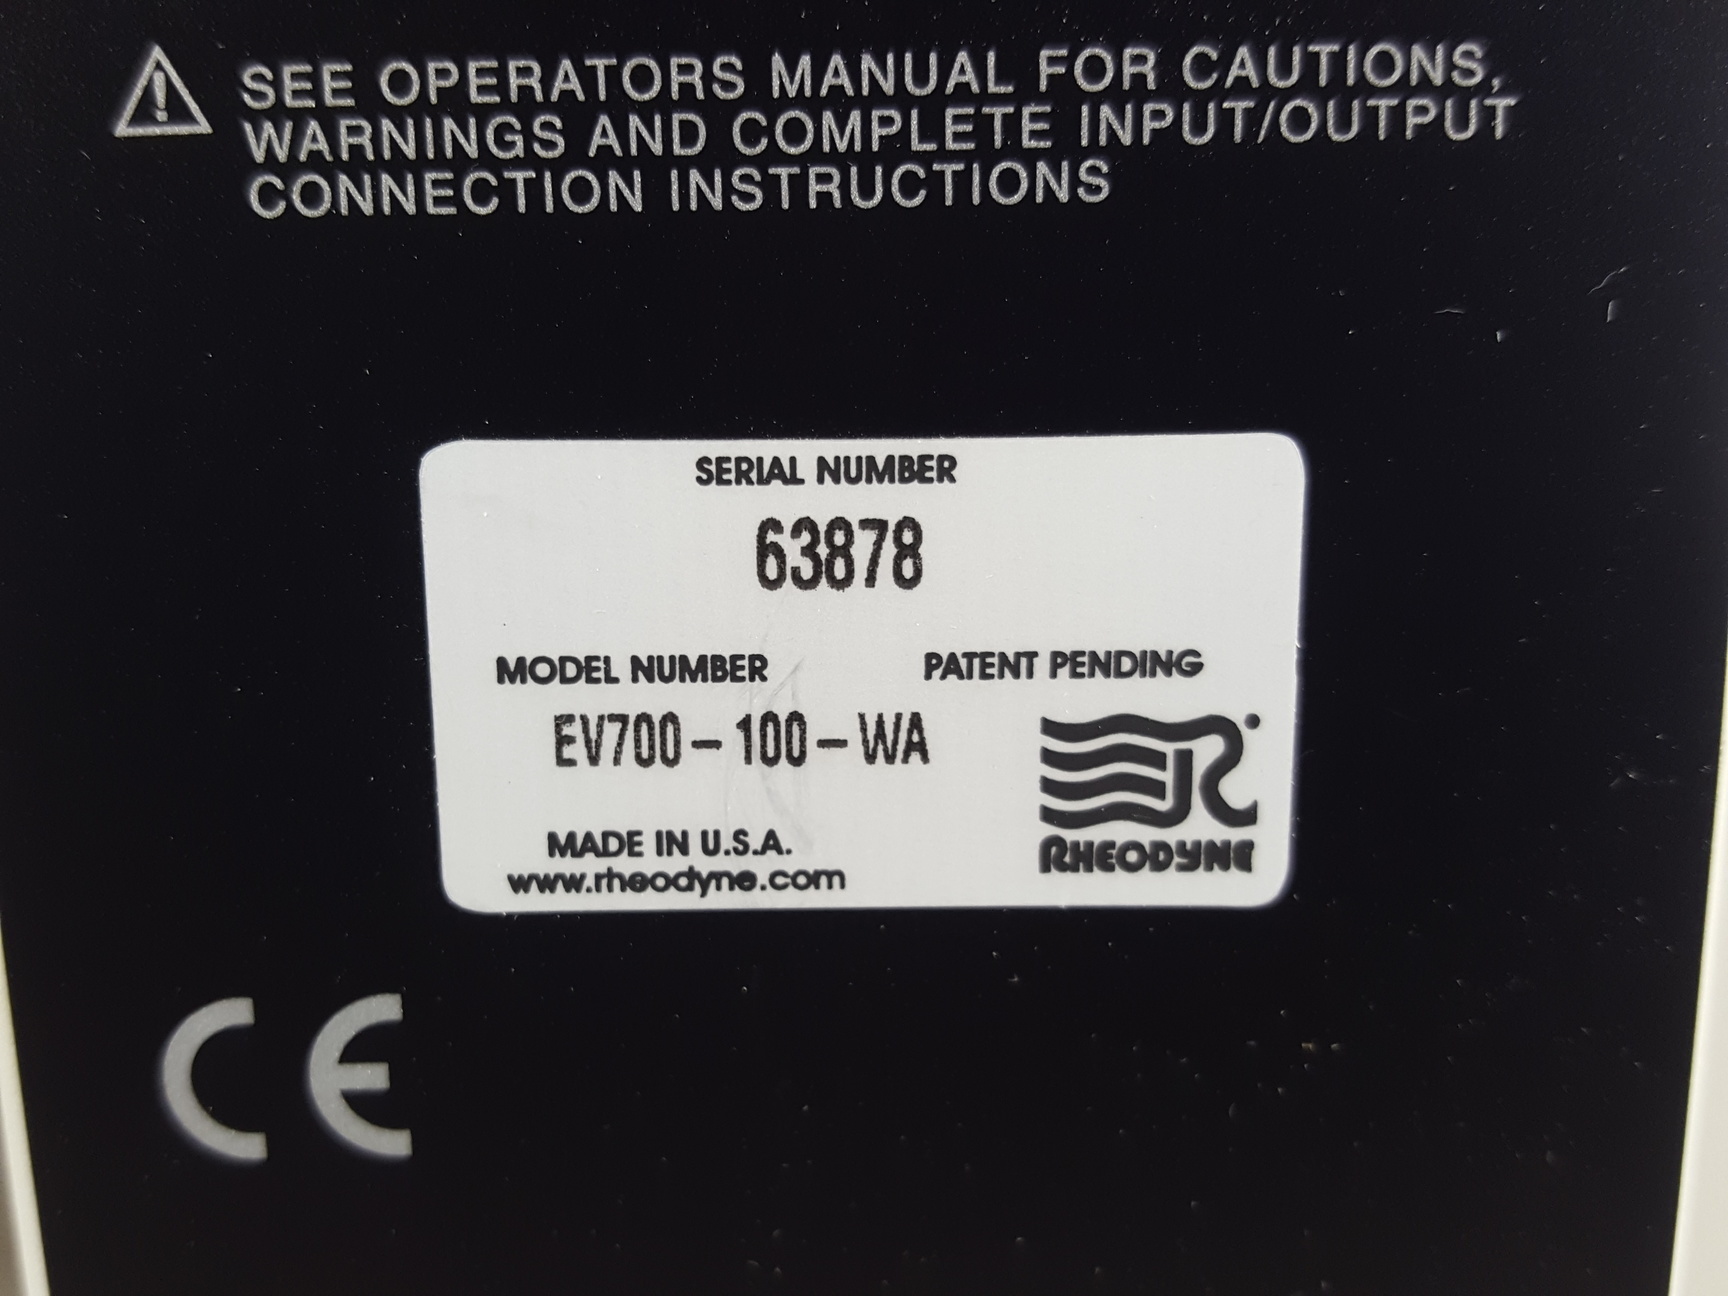 SEE OPERATORS MANUAL FOR CAUTIONS,
WARNINGS AND COMPLETE INPUT/OUTPUT
CONNECTION INSTRUCTIONS
SERIAL NUMBER
63878
MODEL NUMBER
PATENT PENDING
EV700-100-WA
RHEODYNE
MADE IN U.S.A.
www.rheodyne.com
CE